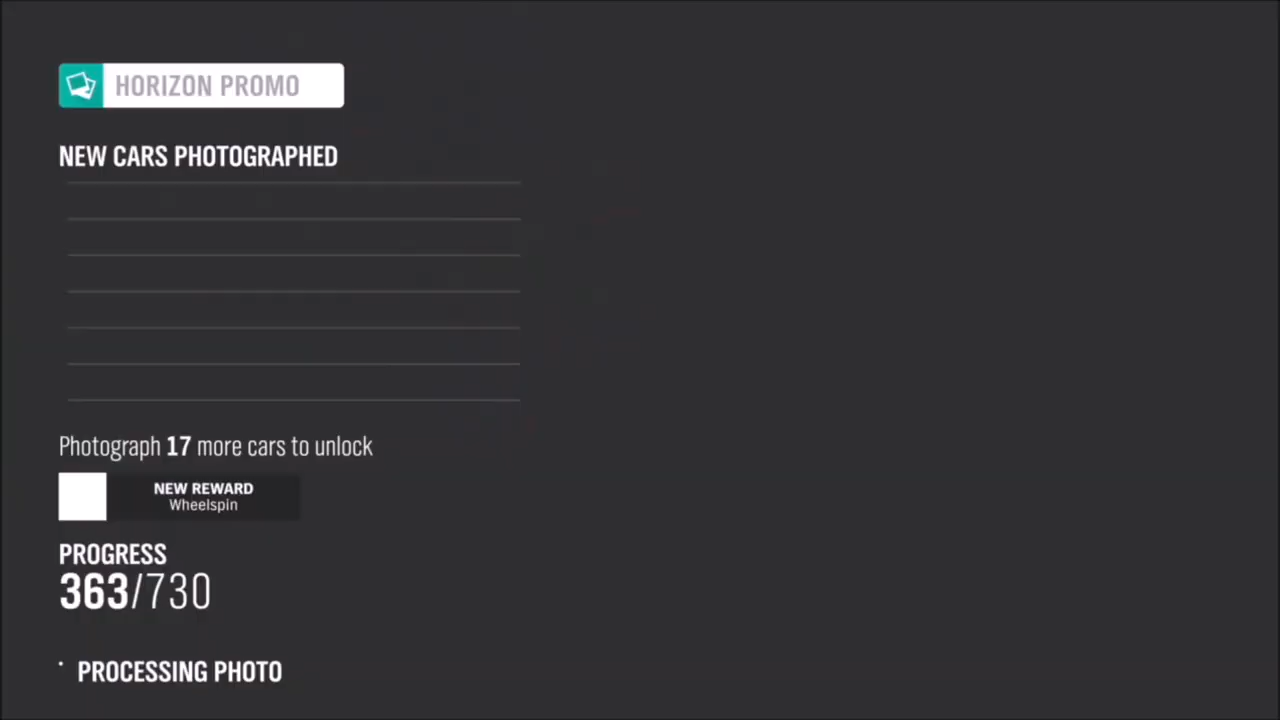 HORIZON PROMO
NEW CARS PHOTOGRAPHED
Photograph 17 more cars to unlock
NEW REWARD
Wheelspin
PROGRESS
363/730
PROCESSING PHOTO